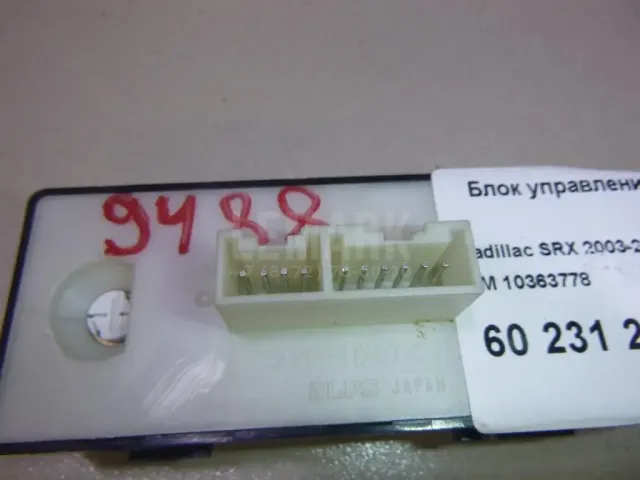 9488
Блок управлени
adillac SRX 2003-2
M 10363778
60 231 2
ALPS JAPAN